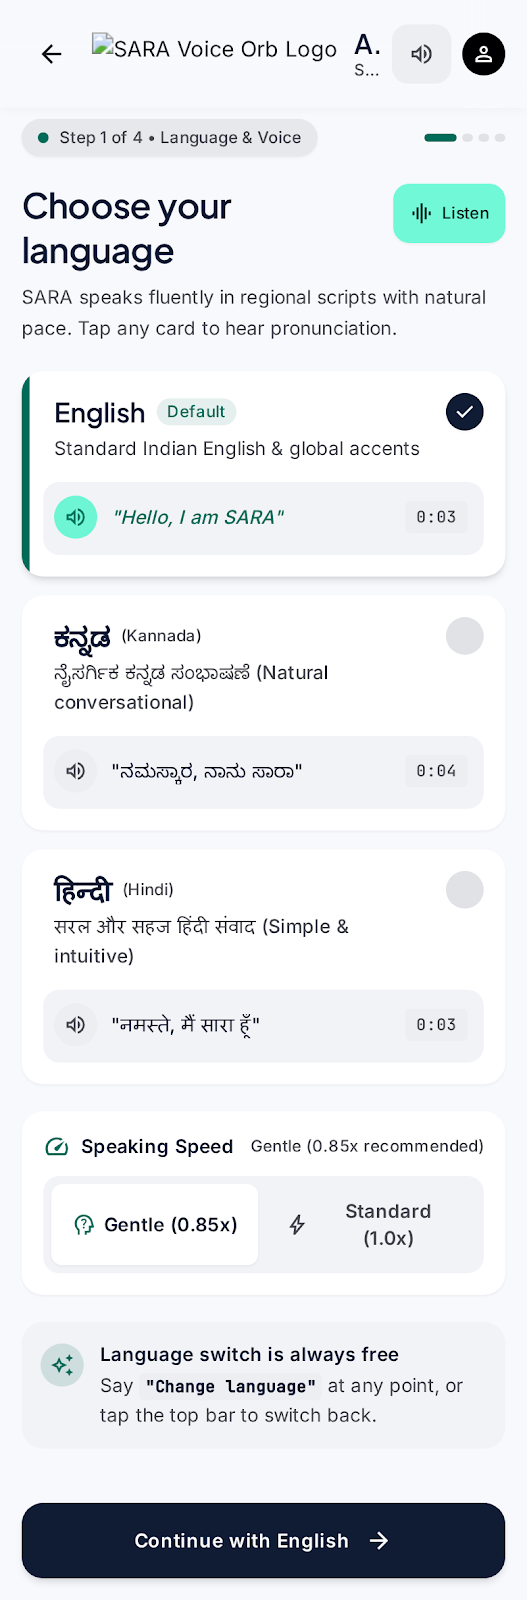 SARA Voice Orb Logo
A.
S...
Step 1 of 4 • Language & Voice
Choose your
language
Listen
SARA speaks fluently in regional scripts with natural
pace. Tap any card to hear pronunciation.
English
Default
Standard Indian English & global accents
"Hello, I am SARA"
0:03
ಕನ್ನಡ (Kannada)
ನೈಸರ್ಗಿಕ ಕನ್ನಡ ಸಂಭಾಷಣೆ (Natural
conversational)
"ನಮಸ್ಕಾರ, ನಾನು ಸಾರಾ"
0:04
हिन्दी (Hindi)
सरल और सहज हिंदी संवाद (Simple &
intuitive)
"नमस्ते, मैं सारा हूँ"
0:03
Speaking Speed
Gentle (0.85x recommended)
Gentle (0.85x)
Standard
(1.0x)
Language switch is always free
Say "Change language" at any point, or
tap the top bar to switch back.
Continue with English